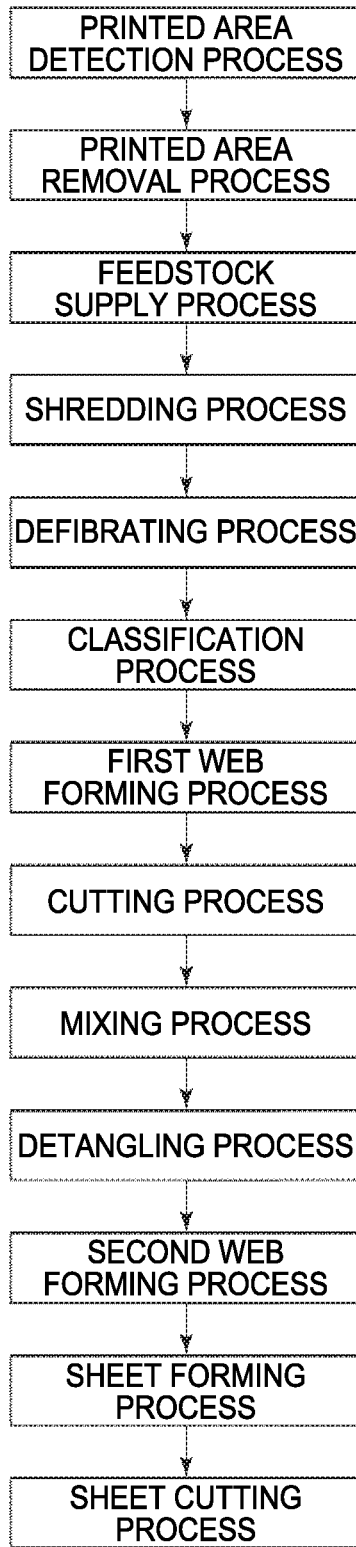 PRINTED AREA
DETECTION PROCESS
PRINTED AREA
REMOVAL PROCESS
FEEDSTOCK
SUPPLY PROCESS
SHREDDING PROCESS
DEFIBRATING PROCESS
CLASSIFICATION
PROCESS
FIRST WEB
FORMING PROCESS
CUTTING PROCESS
MIXING PROCESS
DETANGLING PROCESS
SECOND WEB
FORMING PROCESS
SHEET FORMING
PROCESS
SHEET CUTTING
PROCESS